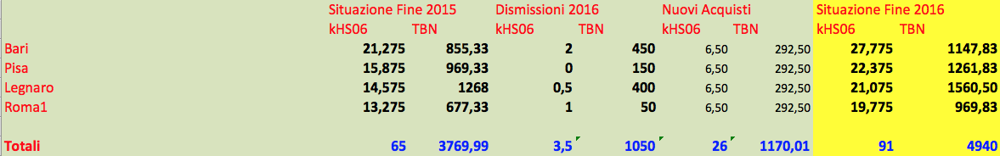 Situazione Fine 2015 Dismissioni 2016 Nuovi Acquisti Situazione Fine 2016
kHS06 TBN kHS06 TBN kHS06 TBN kHS06 TBN
Bari 21,275 855,33 2 450 6,50 292,50 27,775 1147,83
Pisa 15,875 969,33 0 150 6,50 292,50 22,375 1261,83
Legnaro 14,575 1268 0,5 400 6,50 292,50 21,075 1560,50
Roma1 13,275 677,33 1 50 6,50 292,50 19,775 969,83
Totali 65 3769,99 3,5 1050 26 1170,01 91 4940